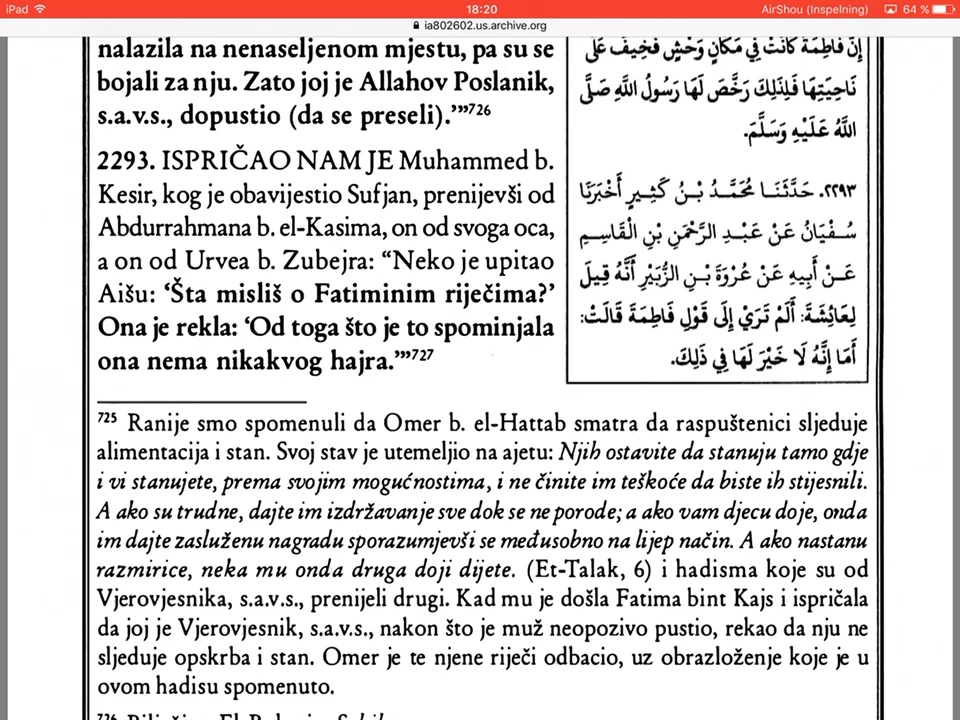 iPad 18:20 AirShou (Inspelning) 64 %
ia802602.us.archive.org
nalazila na nenaseljenom mjestu, pa su se
bojali za nju. Zato joj je Allahov Poslanik,
s.a.v.s., dopustio (da se preseli).’”726
2293. ISPRIČAO NAM JE Muhammed b.
Kesir, kog je obavijestio Sufjan, prenijevši od
Abdurrahmana b. el-Kasima, on od svoga oca,
a on od Urvea b. Zubejra: “Neko je upitao
Aišu: ‘Šta misliš o Fatiminim riječima?’
Ona je rekla: ‘Od toga što je to spominjala
ona nema nikakvog hajra.’”727
إِنَّ فَاطِمَةَ كَانَتْ فِي مَكَانٍ وَحْشٍ فَخِيفَ عَلَى
نَاحِيَتِهَا فَلِذَلِكَ رَخَّصَ لَهَا رَسُولُ اللَّهِ صَلَّى
اللَّهُ عَلَيْهِ وَسَلَّمَ.
٢٢٩٣. حَدَّثَنَا مُحَمَّدُ بْنُ كَثِيرٍ أَخْبَرَنَا
سُفْيَانُ عَنْ عَبْدِ الرَّحْمَنِ بْنِ الْقَاسِمِ
عَنْ أَبِيهِ عَنْ عُرْوَةَ بْنِ الزُّبَيْرِ أَنَّهُ قِيلَ
لِعَائِشَةَ: أَلَمْ تَرَيْ إِلَى قَوْلِ فَاطِمَةَ قَالَتْ:
أَمَا إِنَّهُ لَا خَيْرَ لَهَا فِي ذَلِكَ.
725 Ranije smo spomenuli da Omer b. el-Hattab smatra da raspuštenici sljeduje
alimentacija i stan. Svoj stav je utemeljio na ajetu: Njih ostavite da stanuju tamo gdje
i vi stanujete, prema svojim mogućnostima, i ne činite im teškoće da biste ih stijesnili.
A ako su trudne, dajte im izdržavanje sve dok se ne porode; a ako vam djecu doje, onda
im dajte zasluženu nagradu sporazumjevši se međusobno na lijep način. A ako nastanu
razmirice, neka mu onda druga doji dijete. (Et-Talak, 6) i hadisma koje su od
Vjerovjesnika, s.a.v.s., prenijeli drugi. Kad mu je došla Fatima bint Kajs i ispričala
da joj je Vjerovjesnik, s.a.v.s., nakon što je muž neopozivo pustio, rekao da nju ne
sljeduje opskrba i stan. Omer je te njene riječi odbacio, uz obrazloženje koje je u
ovom hadisu spomenuto.